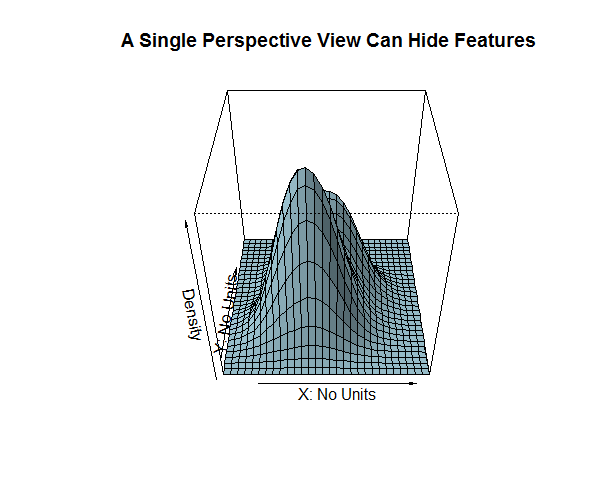 A Single Perspective View Can Hide Features
Density
Y: No Units
X: No Units